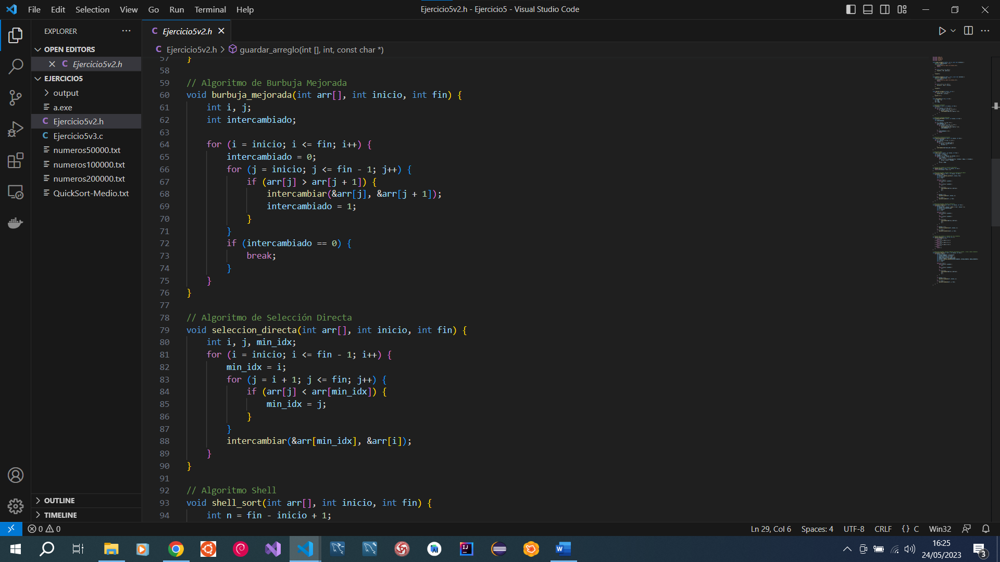 File Edit Selection View Go Run Terminal Help
Ejercicio5v2.h - Ejercicio5 - Visual Studio Code
EXPLORER
OPEN EDITORS
C Ejercicio5v2.h
EJERCICIO5
output
a.exe
C Ejercicio5v2.h
C Ejercicio5v3.c
numeros50000.txt
numeros100000.txt
numeros200000.txt
QuickSort-Medio.txt
OUTLINE
TIMELINE
C Ejercicio5v2.h
C Ejercicio5v2.h > guardar_arreglo(int [], int, const char *)
57 }
58
59 // Algoritmo de Burbuja Mejorada
60 void burbuja_mejorada(int arr[], int inicio, int fin) {
61     int i, j;
62     int intercambiado;
63
64     for (i = inicio; i <= fin; i++) {
65         intercambiado = 0;
66         for (j = inicio; j <= fin - 1; j++) {
67             if (arr[j] > arr[j + 1]) {
68                 intercambiar(&arr[j], &arr[j + 1]);
69                 intercambiado = 1;
70             }
71         }
72         if (intercambiado == 0) {
73             break;
74         }
75     }
76 }
77
78 // Algoritmo de Selección Directa
79 void seleccion_directa(int arr[], int inicio, int fin) {
80     int i, j, min_idx;
81     for (i = inicio; i <= fin - 1; i++) {
82         min_idx = i;
83         for (j = i + 1; j <= fin; j++) {
84             if (arr[j] < arr[min_idx]) {
85                 min_idx = j;
86             }
87         }
88         intercambiar(&arr[min_idx], &arr[i]);
89     }
90 }
91
92 // Algoritmo Shell
93 void shell_sort(int arr[], int inicio, int fin) {
94     int n = fin - inicio + 1;
0 0
Ln 29, Col 6 Spaces: 4 UTF-8 CRLF {} C Win32
16:25
24/05/2023
3